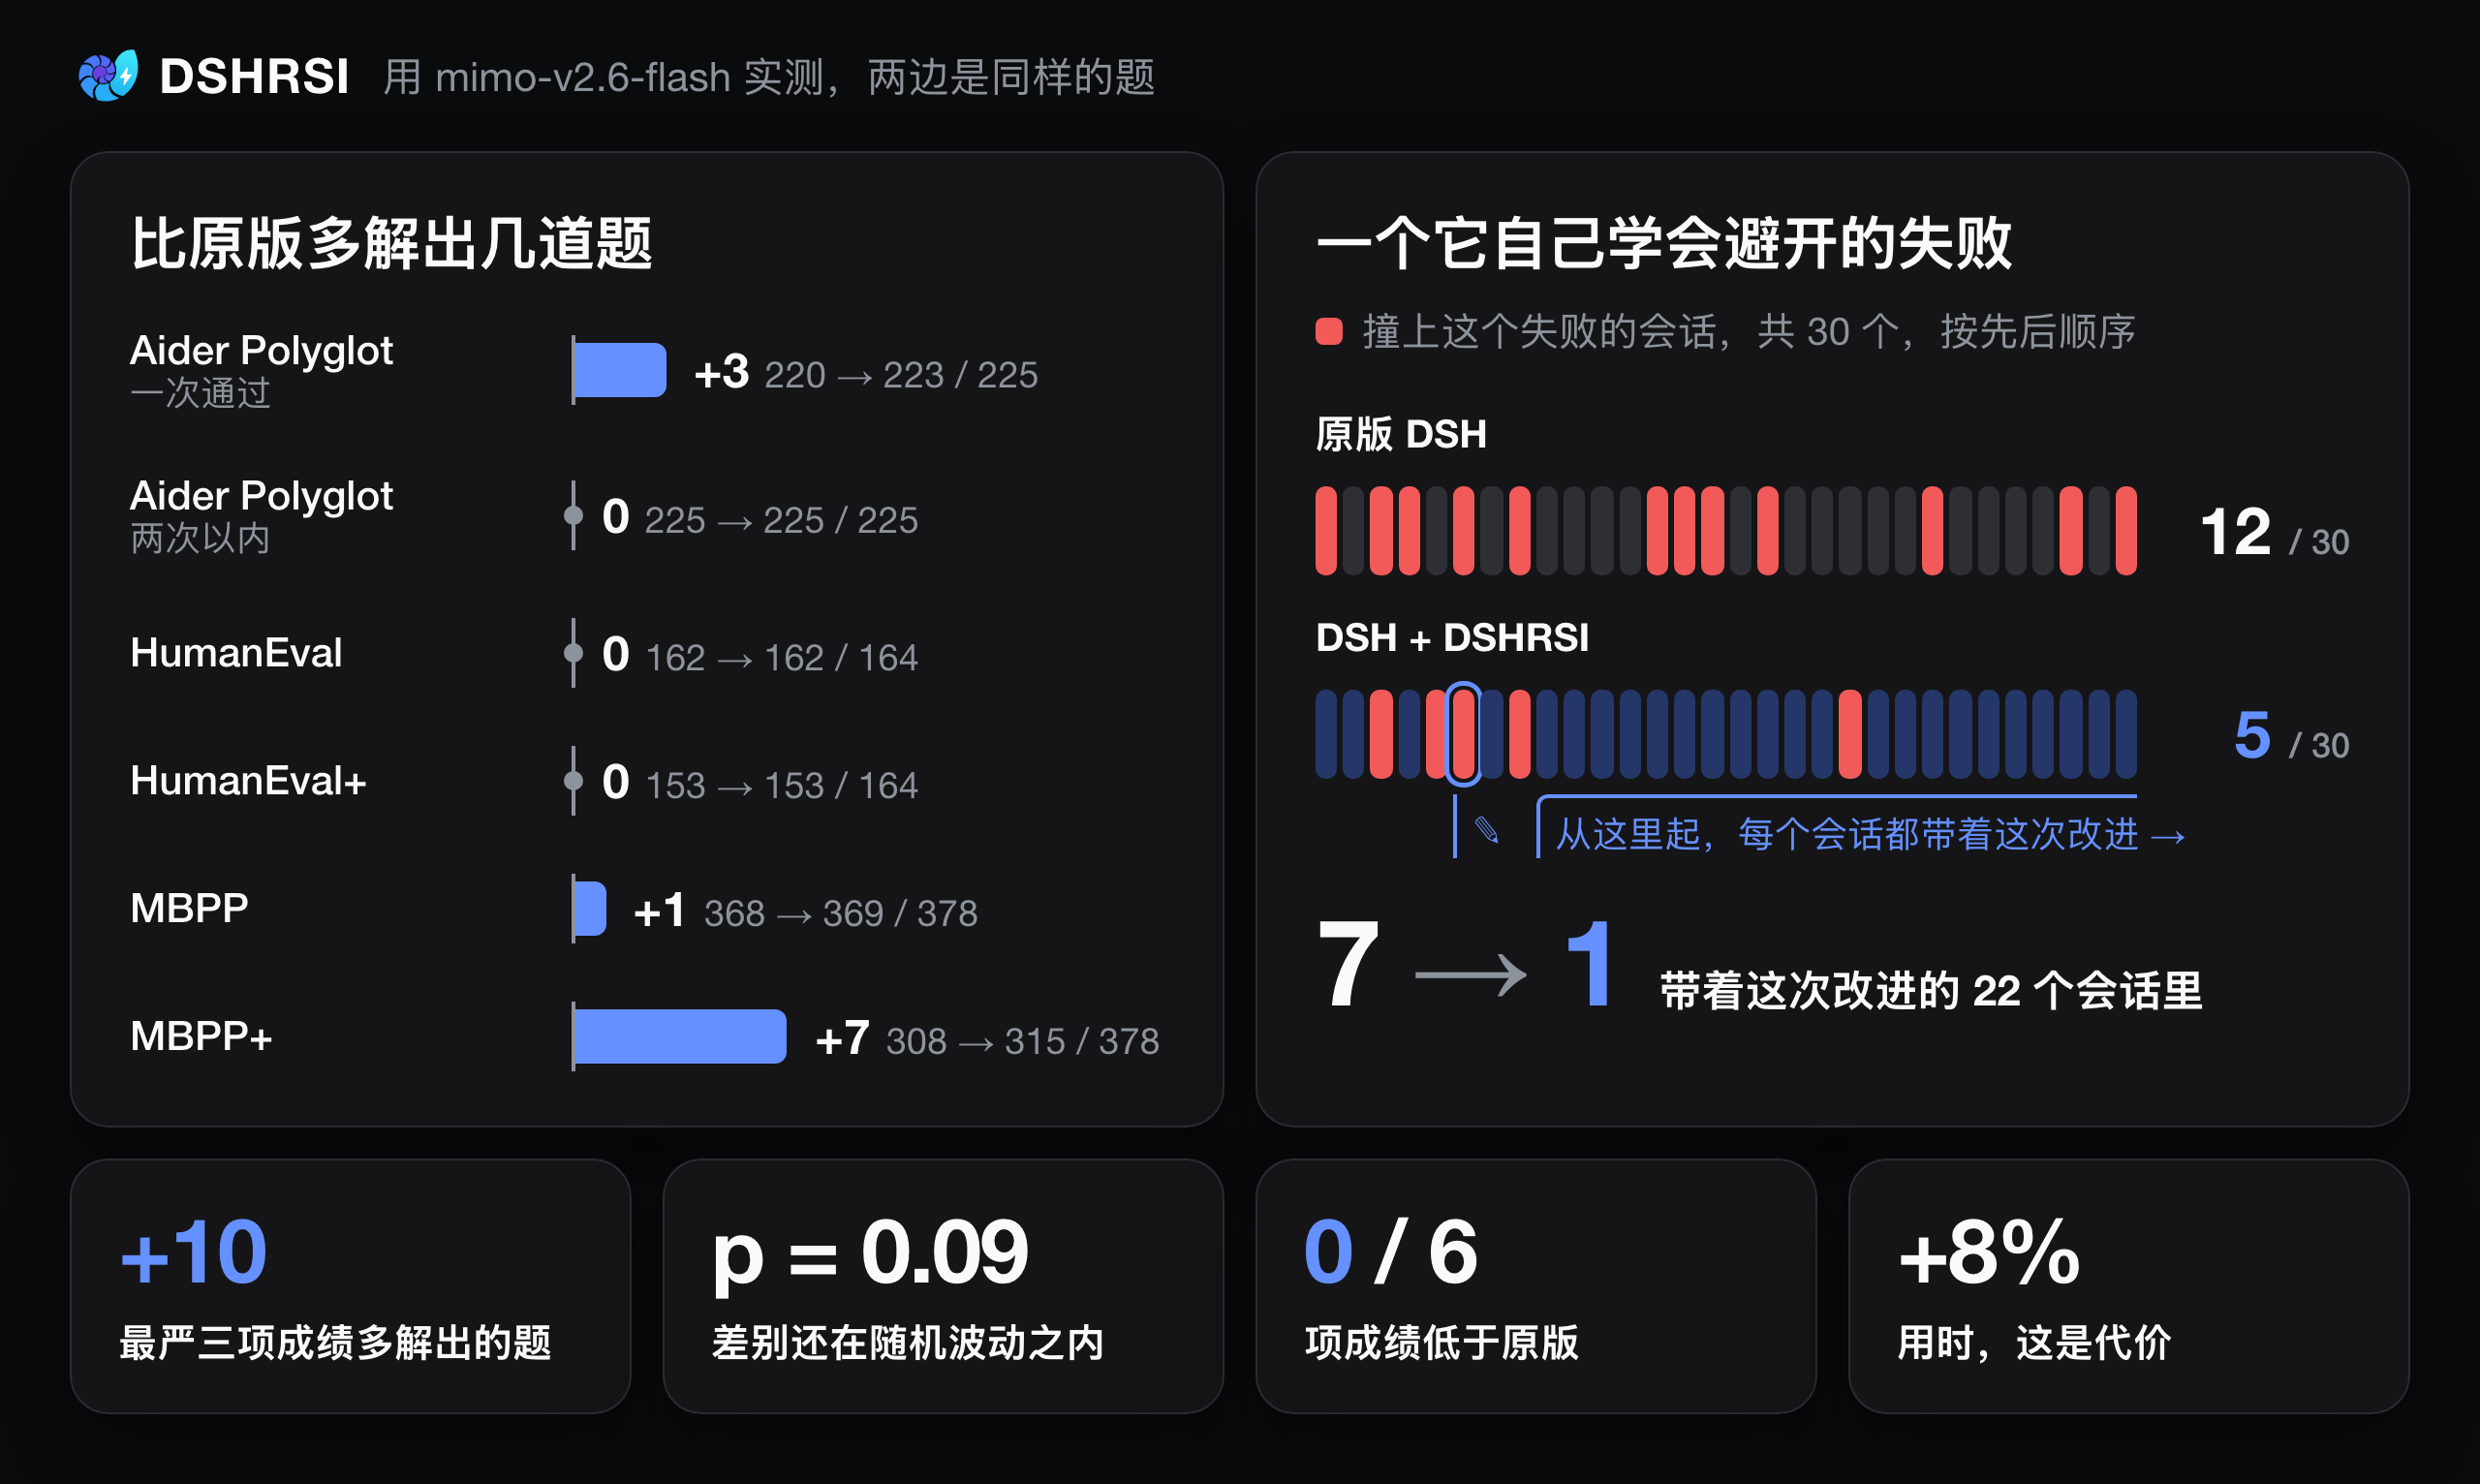 DSHRSI 用 mimo-v2.6-flash 实测，两边是同样的题
比原版多解出几道题
Aider Polyglot
一次通过
+3 220 → 223 / 225
Aider Polyglot
两次以内
0 225 → 225 / 225
HumanEval
0 162 → 162 / 164
HumanEval+
0 153 → 153 / 164
MBPP
+1 368 → 369 / 378
MBPP+
+7 308 → 315 / 378
一个它自己学会避开的失败
撞上这个失败的会话，共 30 个，按先后顺序
原版 DSH
12 / 30
DSH + DSHRSI
5 / 30
✎ 从这里起，每个会话都带着这次改进 →
7 → 1 带着这次改进的 22 个会话里
+10
最严三项成绩多解出的题
p = 0.09
差别还在随机波动之内
0 / 6
项成绩低于原版
+8%
用时，这是代价